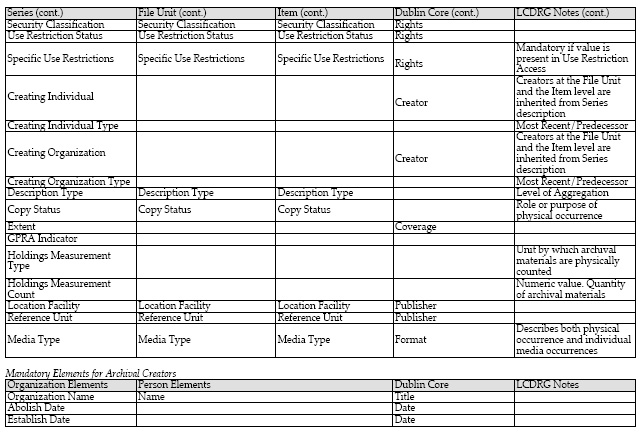 Series (cont.) File Unit (cont.) Item (cont.) Dublin Core (cont.) LCDRG Notes (cont.)
Security Classification Security Classification Security Classification Rights
Use Restriction Status Use Restriction Status Use Restriction Status Rights
Specific Use Restrictions Specific Use Restrictions Specific Use Restrictions Rights Mandatory if value is
present in Use Restriction
Access
Creating Individual Creator Creators at the File Unit
and the Item level are
inherited from Series
description
Creating Individual Type Most Recent/Predecessor
Creating Organization Creator Creators at the File Unit
and the Item level are
inherited from Series
description
Creating Organization Type Most Recent/Predecessor
Description Type Description Type Description Type Level of Aggregation
Copy Status Copy Status Copy Status Role or purpose of
physical occurrence
Extent Coverage
GPRA Indicator
Holdings Measurement
Type Unit by which archival
materials are physically
counted
Holdings Measurement
Count Numeric value. Quantity
of archival materials
Location Facility Location Facility Location Facility Publisher
Reference Unit Reference Unit Reference Unit Publisher
Media Type Media Type Media Type Format Describes both physical
occurrence and individual
media occurrences
Mandatory Elements for Archival Creators
Organization Elements Person Elements Dublin Core LCDRG Notes
Organization Name Name Title
Abolish Date Date
Establish Date Date